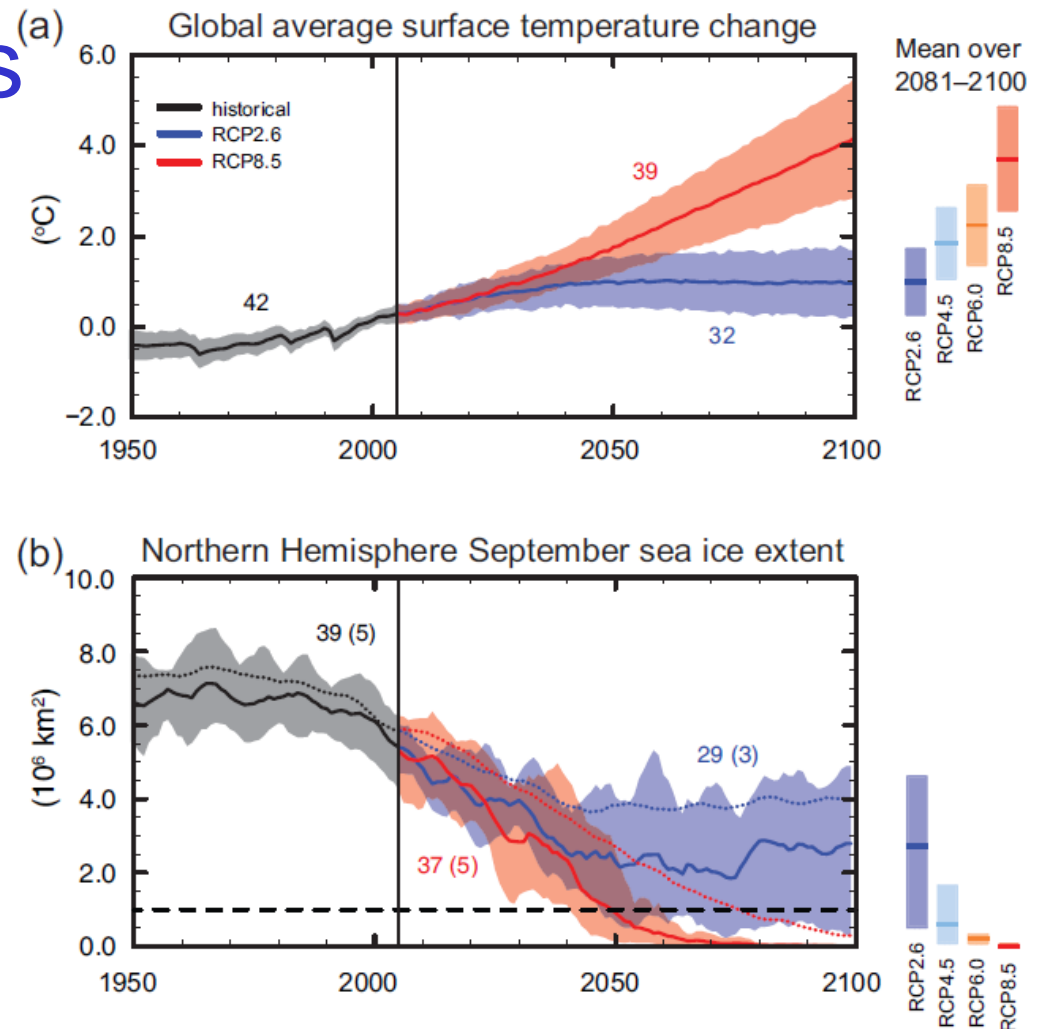 s
(a)
Global average surface temperature change
Mean over
2081–2100
6.0
4.0
2.0
0.0
−2.0
(°C)
historical
RCP2.6
RCP8.5
39
42
32
1950
2000
2050
2100
RCP2.6
RCP4.5
RCP6.0
RCP8.5
(b)
Northern Hemisphere September sea ice extent
10.0
8.0
6.0
4.0
2.0
0.0
(10⁶ km²)
39 (5)
29 (3)
37 (5)
1950
2000
2050
2100
RCP2.6
RCP4.5
RCP6.0
RCP8.5